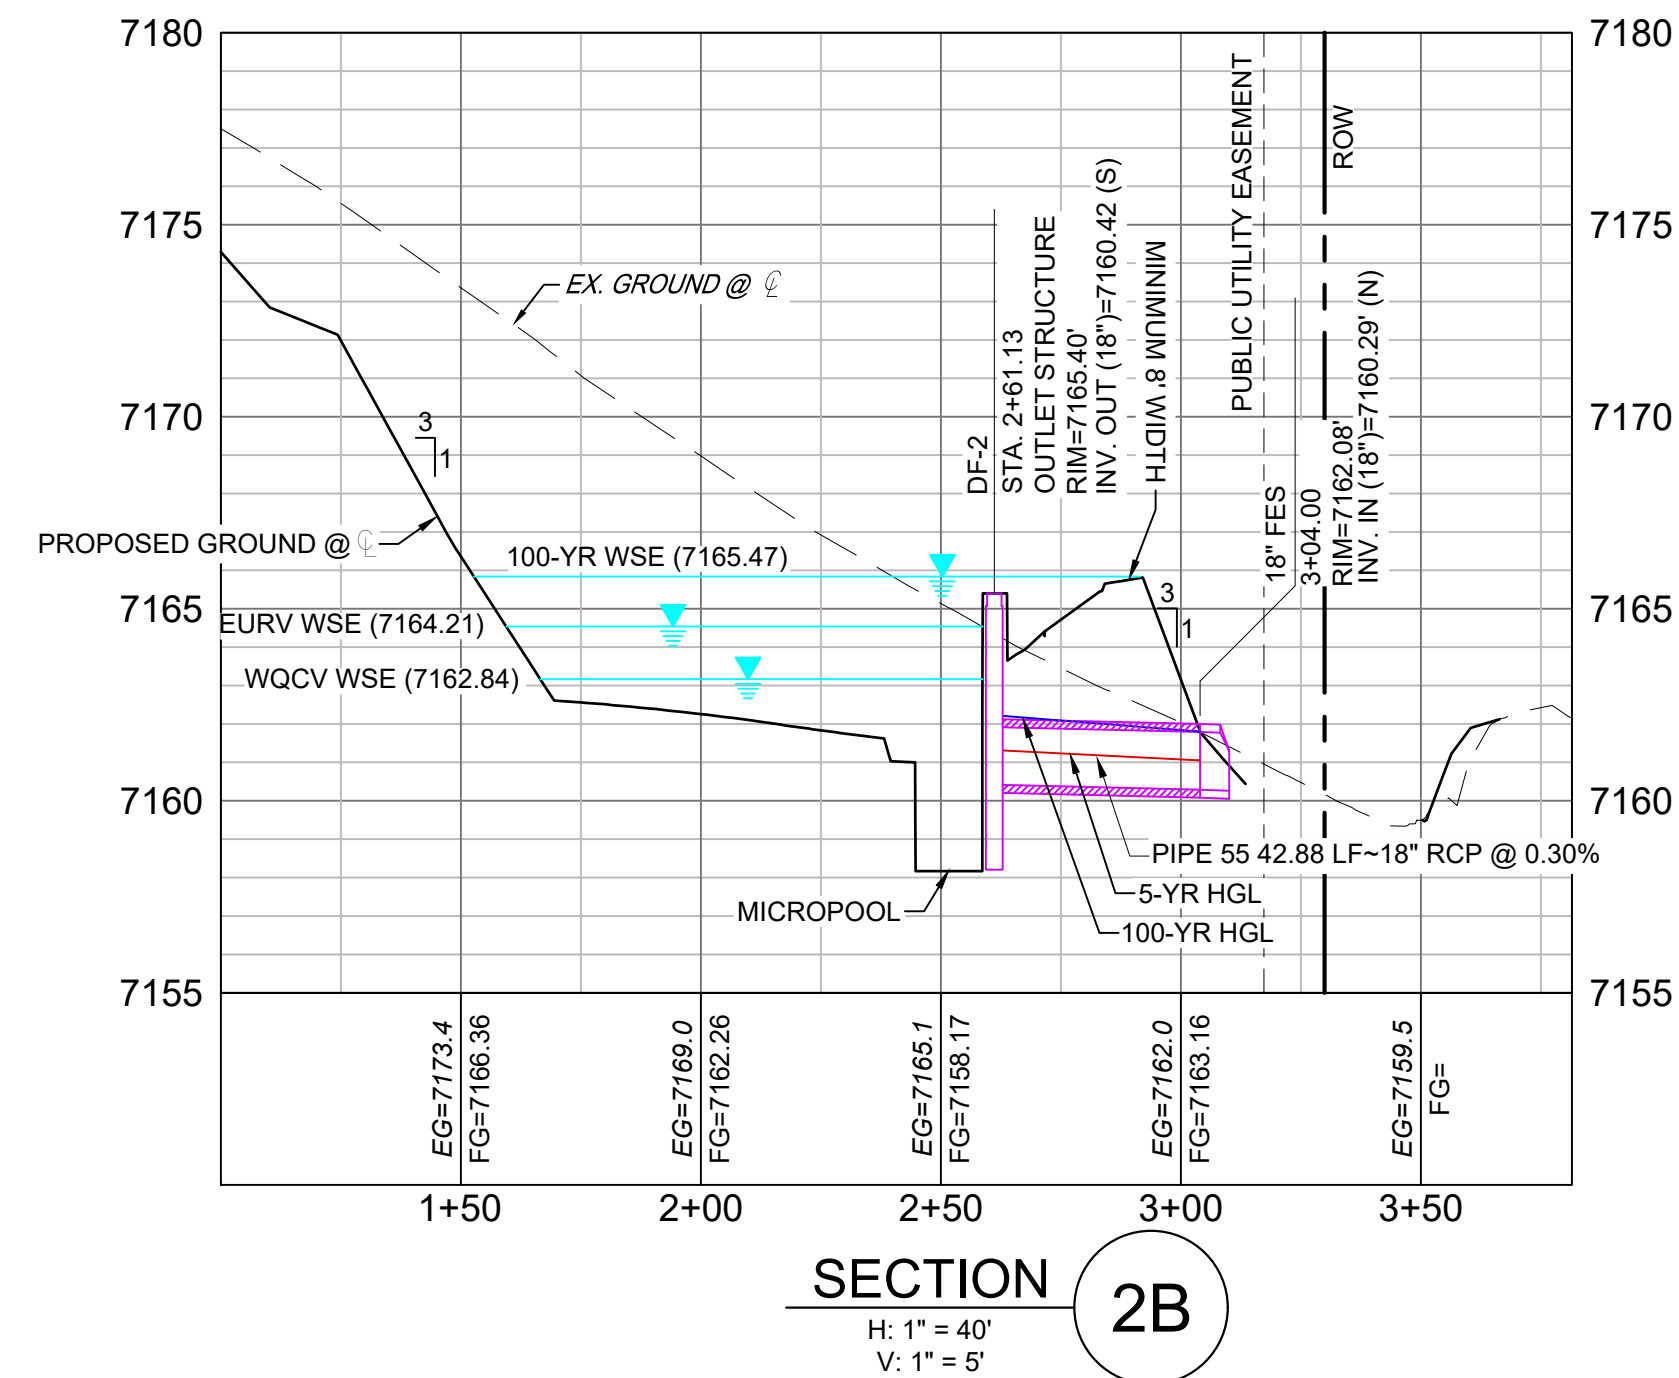 7180
7180
7175
7175
7170
7170
7165
7165
7160
7160
7155
7155
EX. GROUND @ ℄
3
1
PROPOSED GROUND @ ℄
100-YR WSE (7165.47)
EURV WSE (7164.21)
WQCV WSE (7162.84)
DF-2
STA. 2+61.13
OUTLET STRUCTURE
RIM=7165.40'
INV. OUT (18")=7160.42 (S)
MINIMUM 8' WIDTH
PUBLIC UTILITY EASEMENT
ROW
18" FES
3+04.00
RIM=7162.08'
INV. IN (18")=7160.29' (N)
3
1
PIPE 55 42.88 LF~18" RCP @ 0.30%
5-YR HGL
100-YR HGL
MICROPOOL
EG=7173.4
FG=7166.36
EG=7169.0
FG=7162.26
EG=7165.1
FG=7158.17
EG=7162.0
FG=7163.16
EG=7159.5
FG=
1+50
2+00
2+50
3+00
3+50
SECTION
2B
H: 1" = 40'
V: 1" = 5'